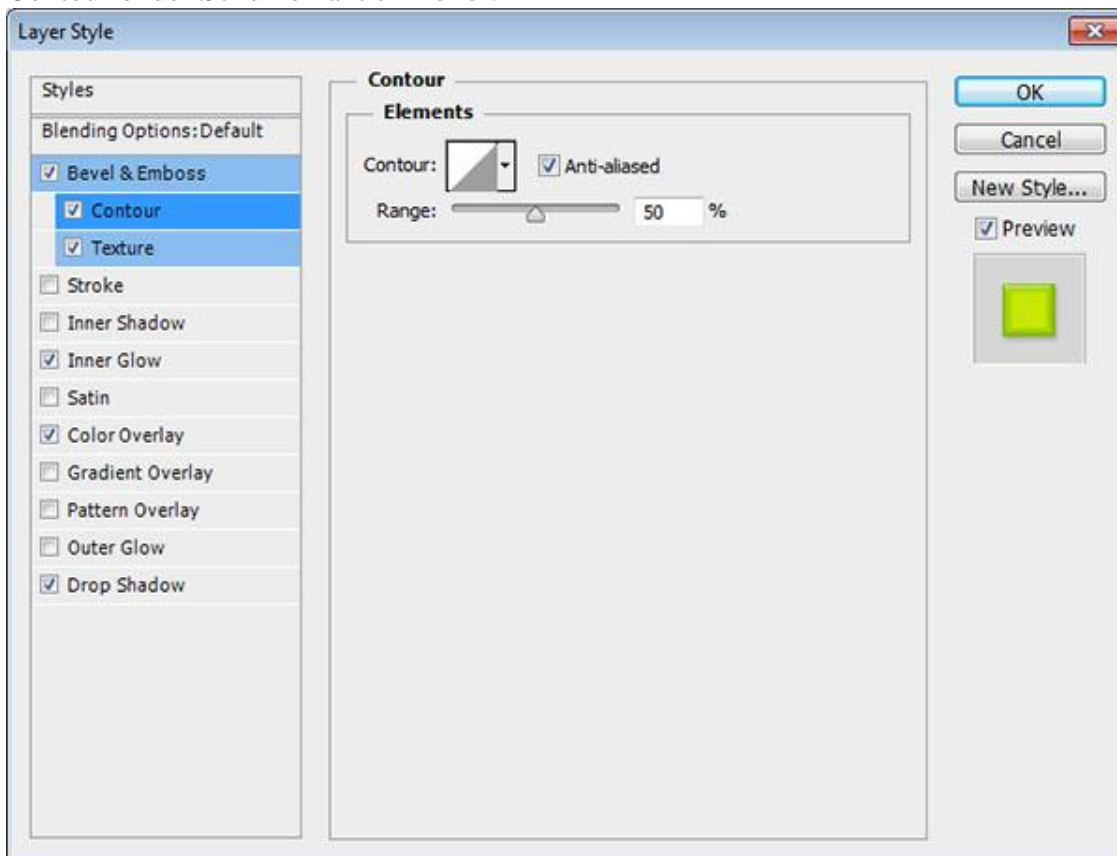 Layer Style
Styles
Blending Options:Default
Bevel & Emboss
Contour
Texture
Stroke
Inner Shadow
Inner Glow
Satin
Color Overlay
Gradient Overlay
Pattern Overlay
Outer Glow
Drop Shadow
Contour
Elements
Contour:
Anti-aliased
Range: 50 %
OK
Cancel
New Style...
Preview